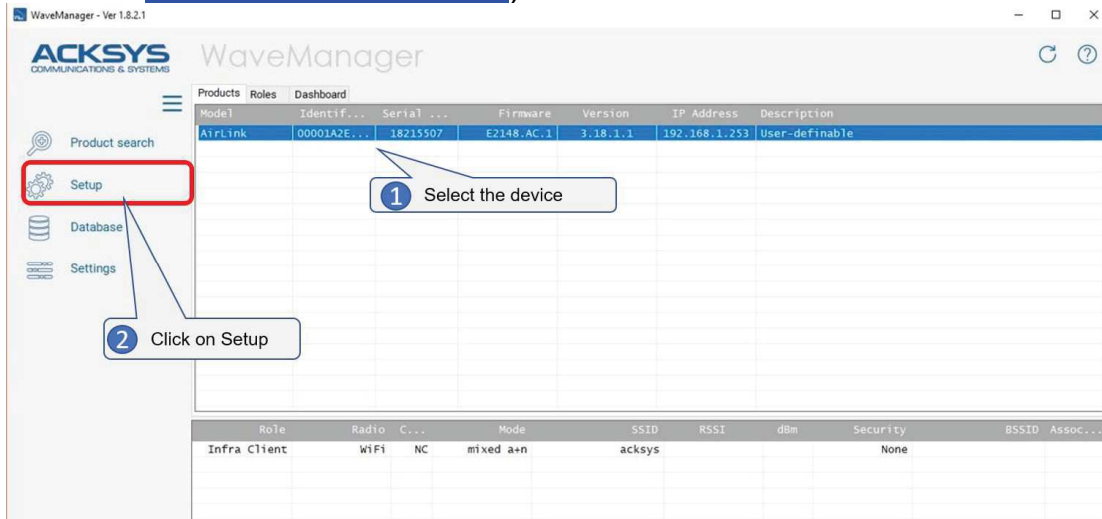 WaveManager - Ver 1.8.2.1
ACKSYS
COMMUNICATIONS & SYSTEMS
WaveManager
Products Roles Dashboard
Model Identif... Serial ... Firmware Version IP Address Description
AirLink 00001A2E... 18215507 E2148.AC.1 3.18.1.1 192.168.1.253 User-definable
Product search
Setup
1 Select the device
Database
Settings
2 Click on Setup
Role Radio C... Mode SSID RSSI dBm Security BSSID Assoc...
Infra Client WiFi NC mixed a+n acksys None